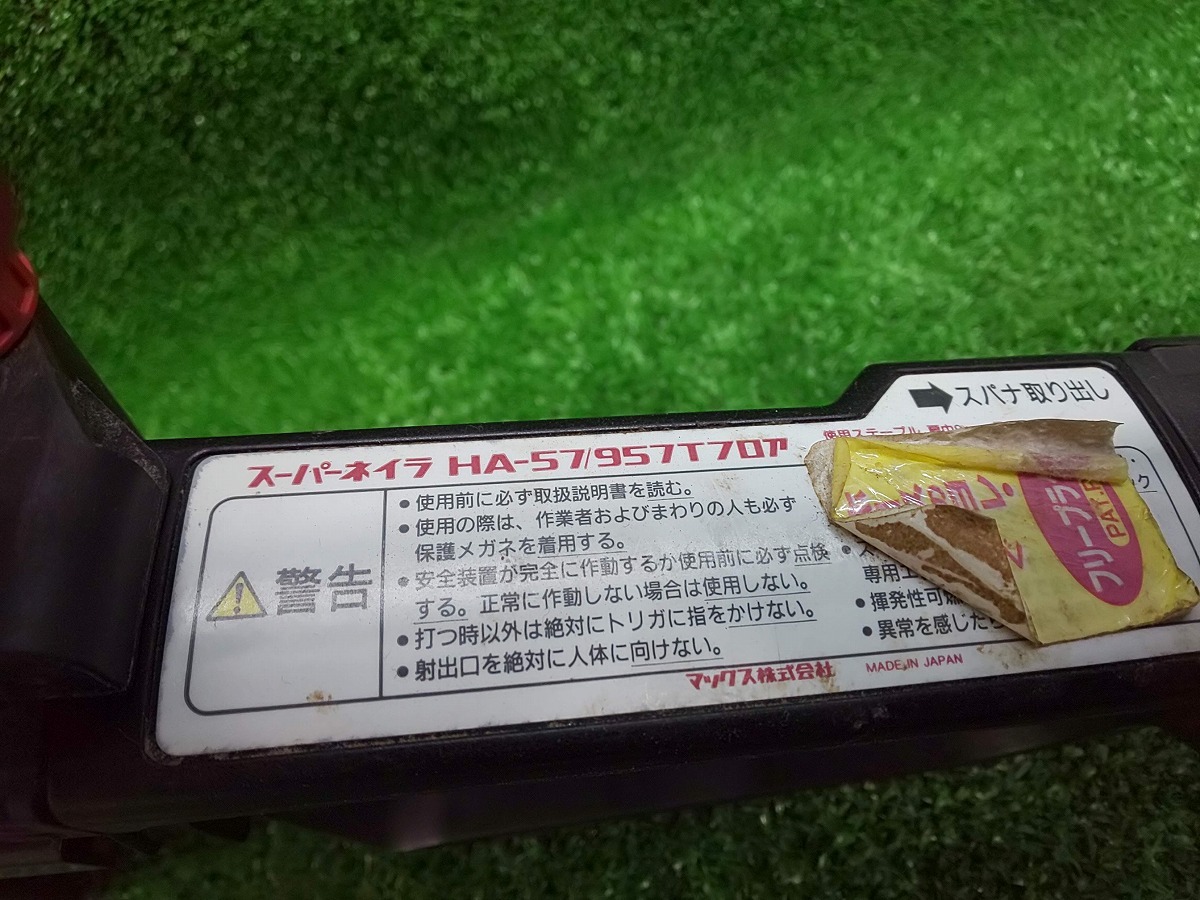 スパナ取り出し
スーパーネイラ HA-57/957Tフロア
使用ステープル
警告
●使用前に必ず取扱説明書を読む。
●使用の際は、作業者およびまわりの人も必ず
保護メガネを着用する。
●安全装置が完全に作動するか使用前に必ず点検
する。正常に作動しない場合は使用しない。
●打つ時以外は絶対にトリガに指をかけない。
●射出口を絶対に人体に向けない。
専用工
●揮発性可燃
●異常を感じた
フリープラ
PAT.P
マックス株式会社
MADE IN JAPAN